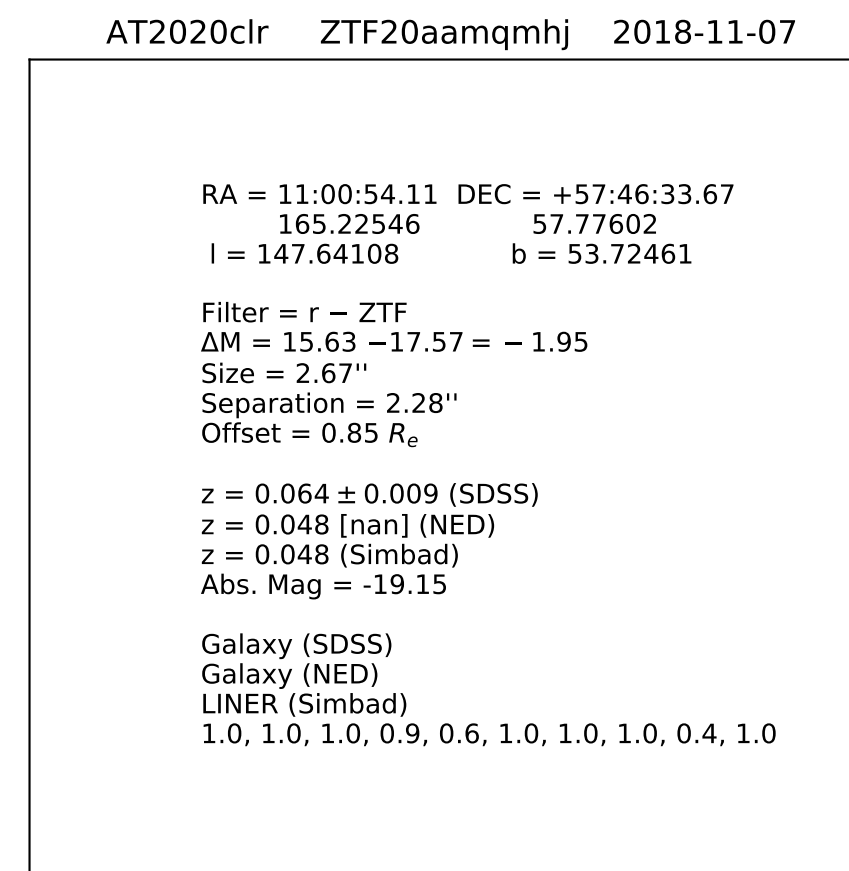 AT2020clr ZTF20aamqmhj 2018-11-07
RA = 11:00:54.11 DEC = +57:46:33.67
165.22546 57.77602
l = 147.64108 b = 53.72461
Filter = r − ZTF
ΔM = 15.63 −17.57 = − 1.95
Size = 2.67''
Separation = 2.28''
Offset = 0.85 Rₑ
z = 0.064 ± 0.009 (SDSS)
z = 0.048 [nan] (NED)
z = 0.048 (Simbad)
Abs. Mag = -19.15
Galaxy (SDSS)
Galaxy (NED)
LINER (Simbad)
1.0, 1.0, 1.0, 0.9, 0.6, 1.0, 1.0, 1.0, 0.4, 1.0